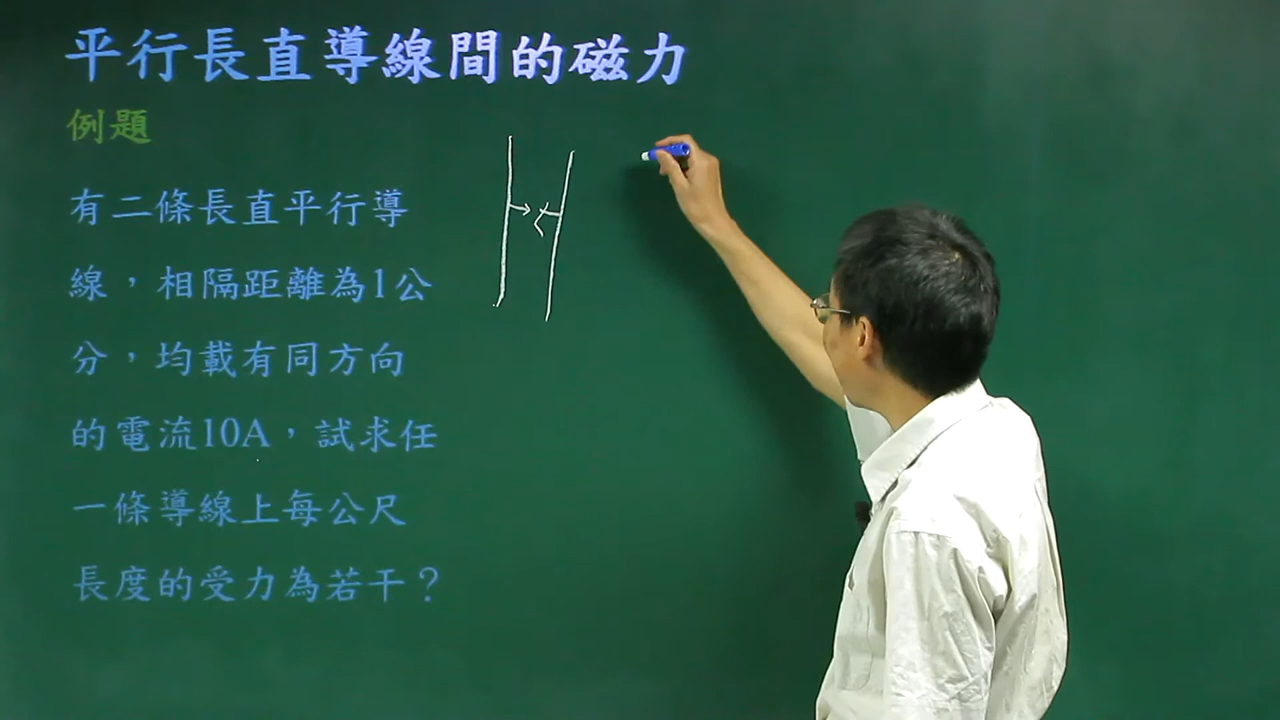 平行長直導線間的磁力
例題
有二條長直平行導
線，相隔距離為1公
分，均載有同方向
的電流10A，試求任
一條導線上每公尺
長度的受力為若干？